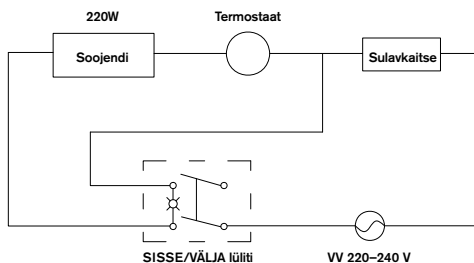 220W
Termostaat
Soojendi
Sulavkaitse
SISSE/VÄLJA lüliti
VV 220–240 V